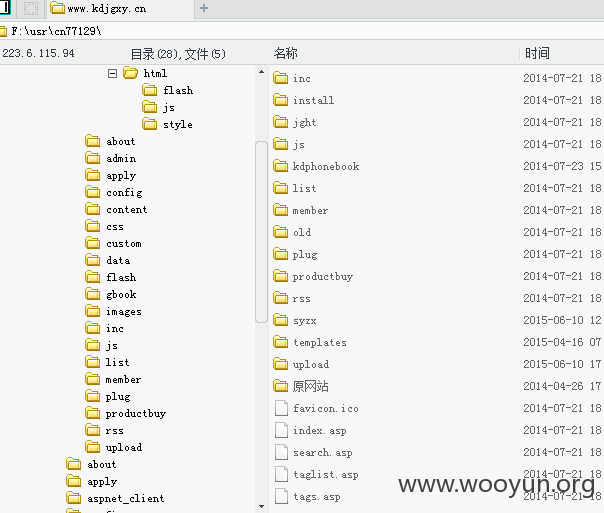 www.kdjgxy.cn
F:\usr\cn77129\
223.6.115.94 目录(28),文件(5) 名称 时间
html
flash
js
style
about
admin
apply
config
content
css
custom
data
flash
gbook
images
inc
js
list
member
plug
productbuy
rss
upload
about
apply
aspnet_client
inc 2014-07-21 18
install 2014-07-21 18
jght 2014-07-21 18
js 2014-07-21 18
kdphonebook 2014-07-23 15
list 2014-07-21 18
member 2014-07-21 18
old 2014-07-21 18
plug 2014-07-21 18
productbuy 2014-07-21 18
rss 2014-07-21 18
syzx 2015-06-10 12
templates 2015-04-16 07
upload 2015-06-10 17
原网站 2014-04-26 17
favicon.ico 2014-07-21 18
index.asp 2014-07-21 18
search.asp 2014-07-21 18
taglist.asp 2014-07-21 18
tags.asp 2014-07-21 18
www.wooyun.org